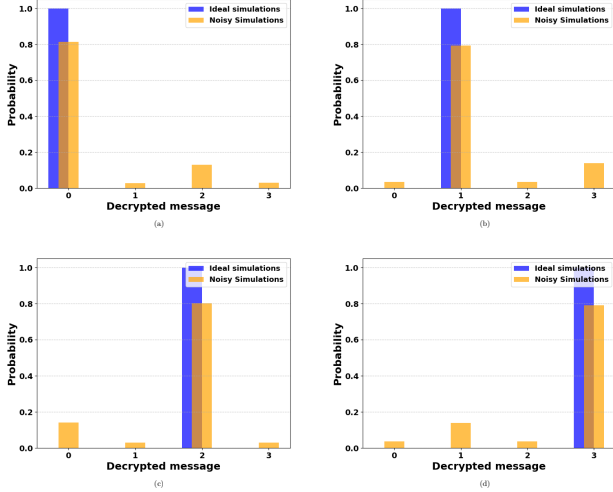 Ideal simulations
Noisy Simulations
1.0
0.8
0.6
0.4
0.2
0.0
Probability
0 1 2 3
Decrypted message
(a)
Ideal simulations
Noisy Simulations
1.0
0.8
0.6
0.4
0.2
0.0
Probability
0 1 2 3
Decrypted message
(b)
Ideal simulations
Noisy Simulations
1.0
0.8
0.6
0.4
0.2
0.0
Probability
0 1 2 3
Decrypted message
(c)
Ideal simulations
Noisy Simulations
1.0
0.8
0.6
0.4
0.2
0.0
Probability
0 1 2 3
Decrypted message
(d)